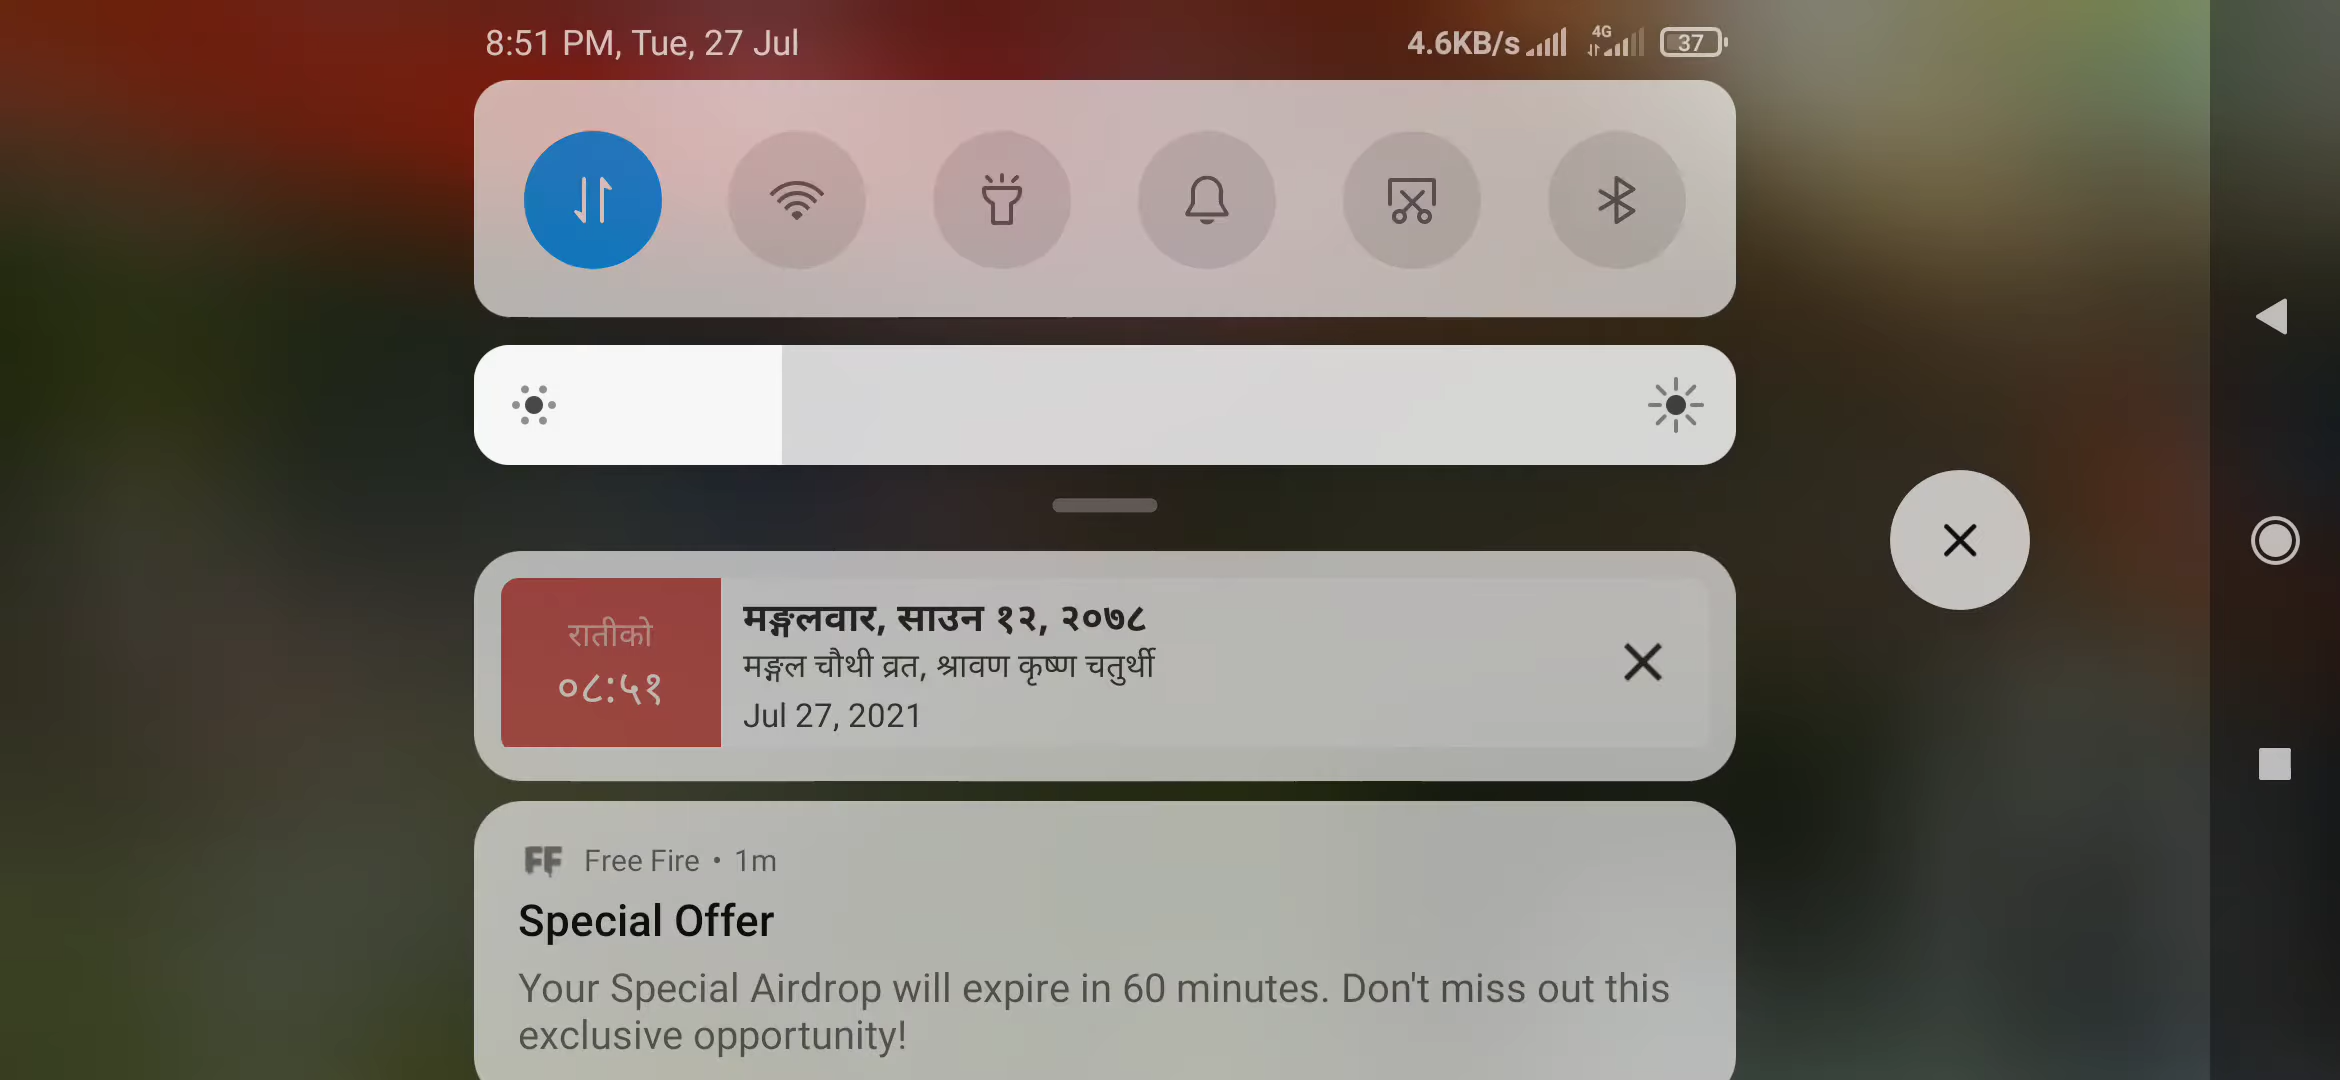 8:51 PM, Tue, 27 Jul 4.6KB/s 4G 37
रातीको
०८:५१
मङ्गलवार, साउन १२, २०७८
मङ्गल चौथी व्रत, श्रावण कृष्ण चतुर्थी
Jul 27, 2021
FF Free Fire • 1m
Special Offer
Your Special Airdrop will expire in 60 minutes. Don't miss out this
exclusive opportunity!